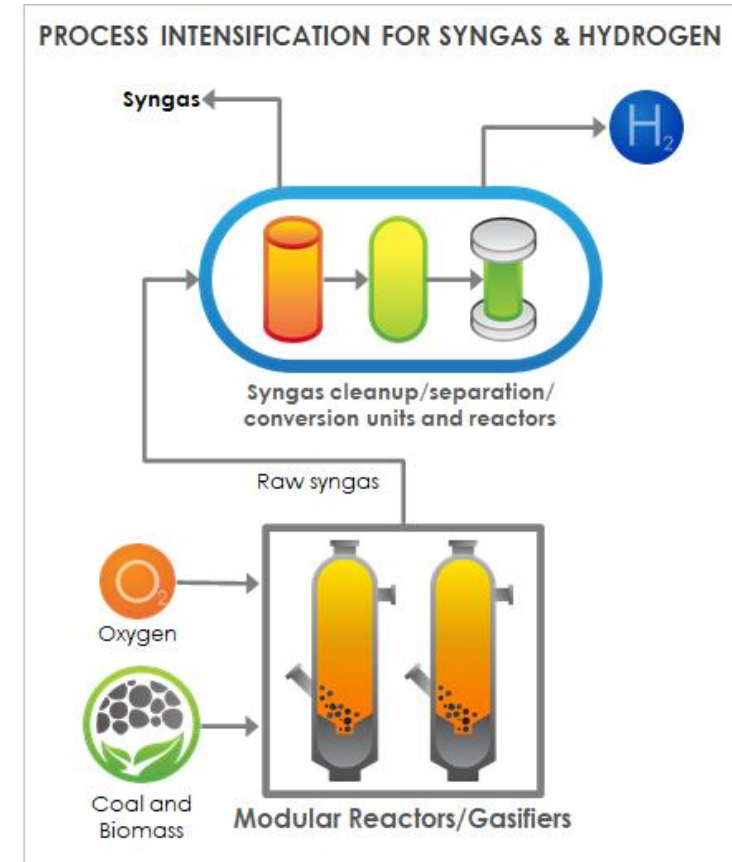 PROCESS INTENSIFICATION FOR SYNGAS & HYDROGEN
Syngas
H2
Syngas cleanup/separation/
conversion units and reactors
Raw syngas
O2
Oxygen
Coal and
Biomass
Modular Reactors/Gasifiers